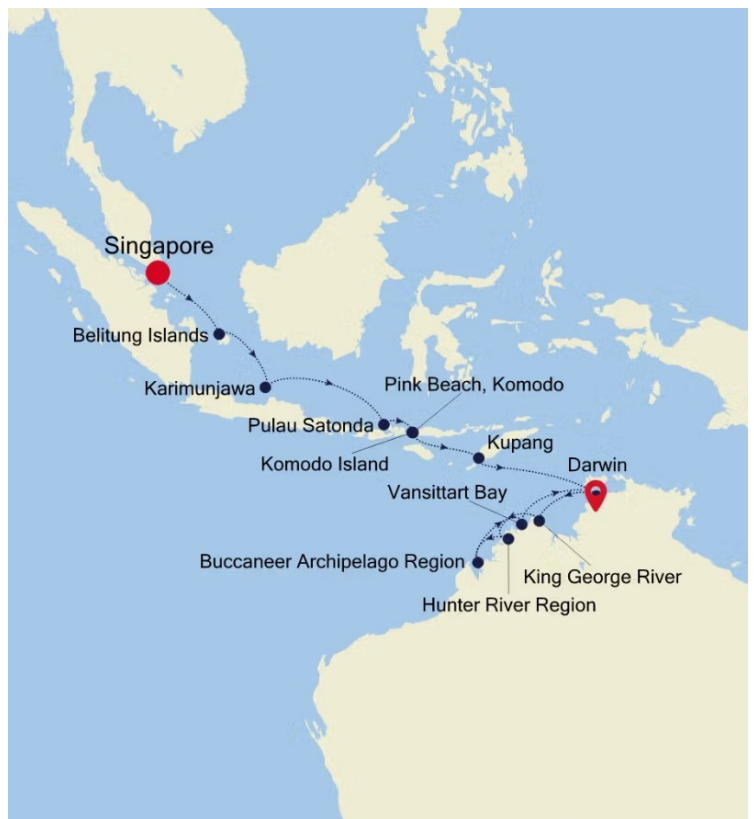 Singapore
Belitung Islands
Karimunjawa
Pink Beach, Komodo
Pulau Satonda
Komodo Island
Kupang
Darwin
Vansittart Bay
Buccaneer Archipelago Region
King George River
Hunter River Region